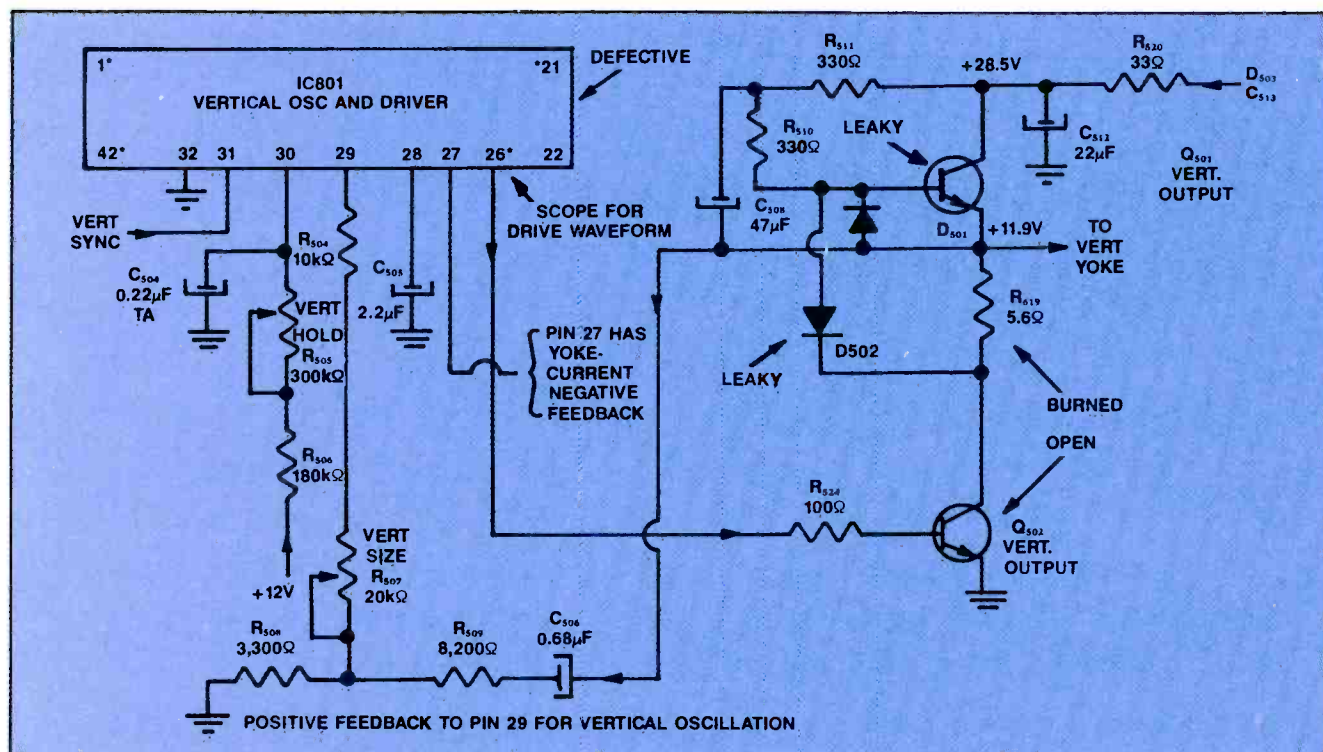 1°
°21
IC801
VERTICAL OSC AND DRIVER
42°
32
31
30
29
28
27
26°
22
DEFECTIVE
SCOPE FOR
DRIVE WAVEFORM
VERT
SYNC
R504
10kΩ
C504
0.22µF
TA
VERT
HOLD
R505
300kΩ
R506
180kΩ
+12V
C505
2.2µF
PIN 27 HAS
YOKE-
CURRENT
NEGATIVE
FEEDBACK
VERT
SIZE
R507
20kΩ
R508
3,300Ω
R509
8,200Ω
C506
0.68µF
POSITIVE FEEDBACK TO PIN 29 FOR VERTICAL OSCILLATION
R511
330Ω
+28.5V
R520
33Ω
D503
C513
R510
330Ω
LEAKY
C512
22µF
Q501
VERT.
OUTPUT
C508
47µF
D501
+11.9V
TO
VERT
YOKE
R619
5.6Ω
D502
LEAKY
BURNED
OPEN
R524
100Ω
Q502
VERT.
OUTPUT